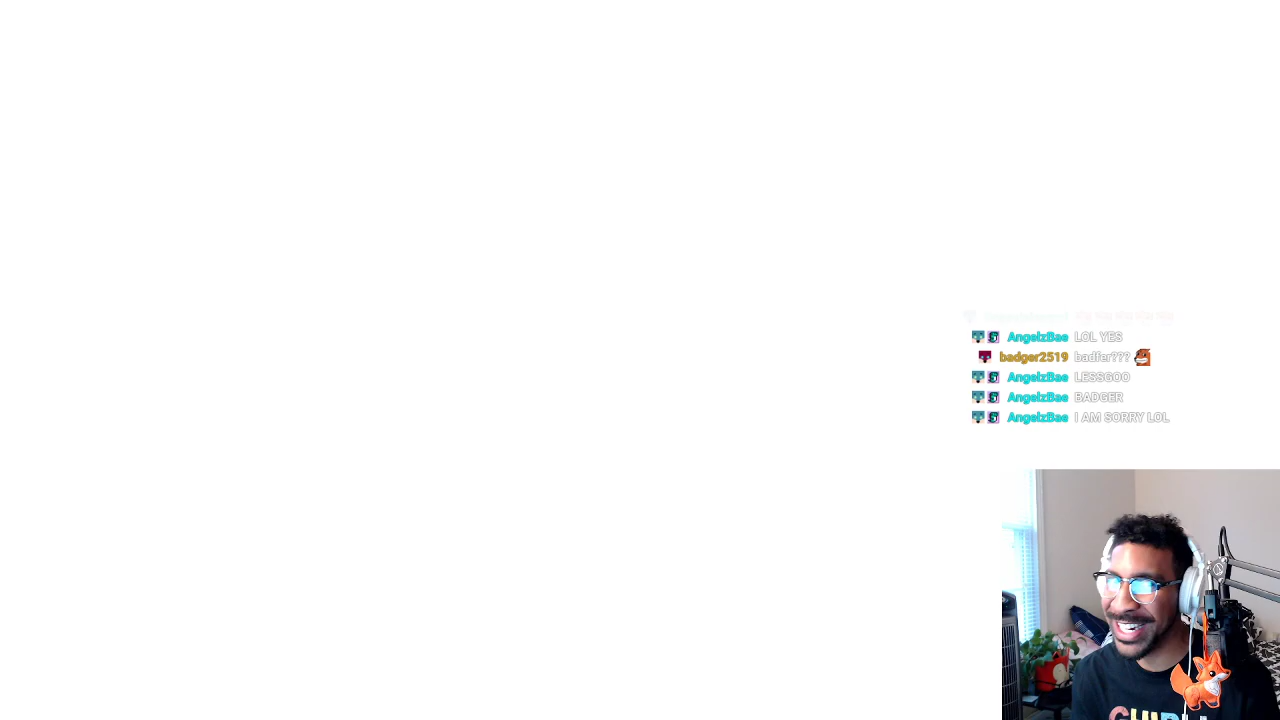 AngelzBae LOL YES
badger2519 badfer???
AngelzBae LESSGOO
AngelzBae BADGER
AngelzBae I AM SORRY LOL